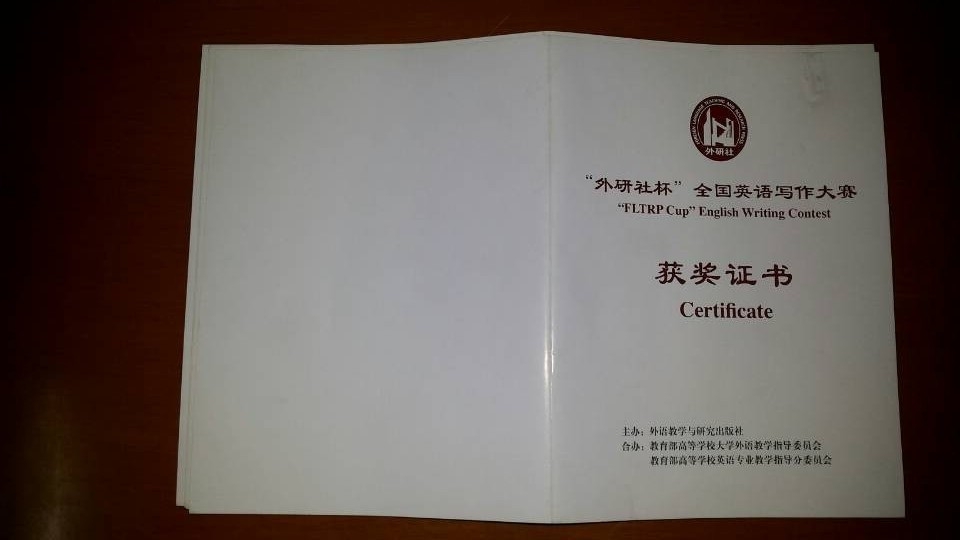 外研社
“外研社杯”全国英语写作大赛
“FLTRP Cup” English Writing Contest
获奖证书
Certificate
主办：外语教学与研究出版社
合办：教育部高等学校大学外语教学指导委员会
教育部高等学校英语专业教学指导分委员会